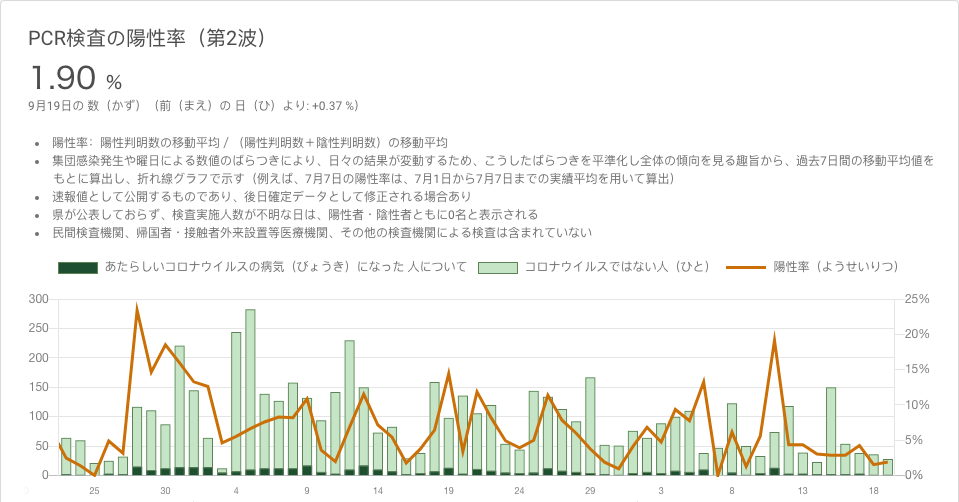 PCR検査の陽性率（第2波）
1.90 %
9月19日の 数（かず）（前（まえ）の 日（ひ）より: +0.37 %）
• 陽性率：陽性判明数の移動平均 / （陽性判明数＋陰性判明数）の移動平均
• 集団感染発生や曜日による数値のばらつきにより、日々の結果が変動するため、こうしたばらつきを平準化し全体の傾向を見る趣旨から、過去7日間の移動平均値を
もとに算出し、折れ線グラフで示す（例えば、7月7日の陽性率は、7月1日から7月7日までの実績平均を用いて算出）
• 速報値として公開するものであり、後日確定データとして修正される場合あり
• 県が公表しておらず、検査実施人数が不明な日は、陽性者・陰性者ともに0名と表示される
• 民間検査機関、帰国者・接触者外来設置等医療機関、その他の検査機関による検査は含まれていない
あたらしいコロナウイルスの病気（びょうき）になった 人について コロナウイルスではない人（ひと） 陽性率（ようせいりつ）
300 25%
250 20%
200
150 15%
100 10%
50 5%
0 0%
25 30 4 9 14 19 24 29 3 8 13 18